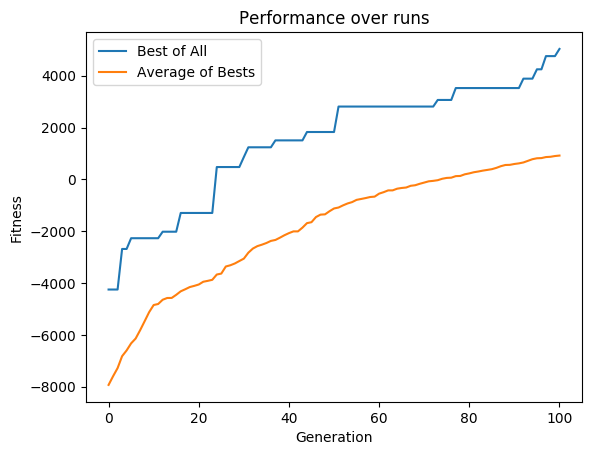 Performance over runs
Best of All
Average of Bests
4000
2000
0
−2000
−4000
−6000
−8000
Fitness
0 20 40 60 80 100
Generation